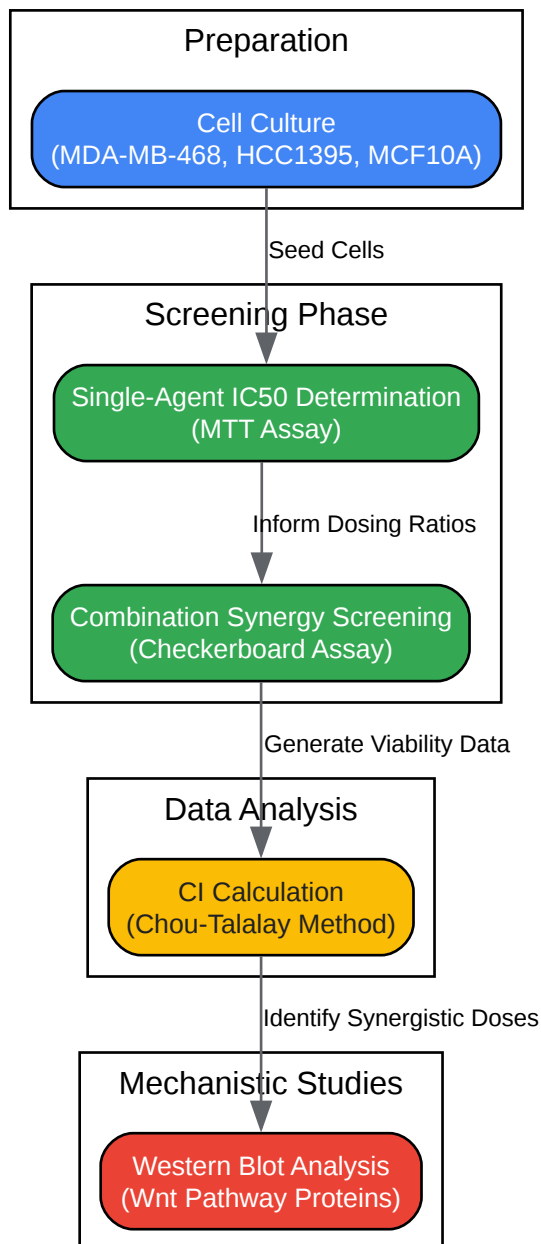 Preparation
Cell Culture
(MDA-MB-468, HCC1395, MCF10A)
Seed Cells
Screening Phase
Single-Agent IC50 Determination
(MTT Assay)
Inform Dosing Ratios
Combination Synergy Screening
(Checkerboard Assay)
Generate Viability Data
Data Analysis
CI Calculation
(Chou-Talalay Method)
Identify Synergistic Doses
Mechanistic Studies
Western Blot Analysis
(Wnt Pathway Proteins)